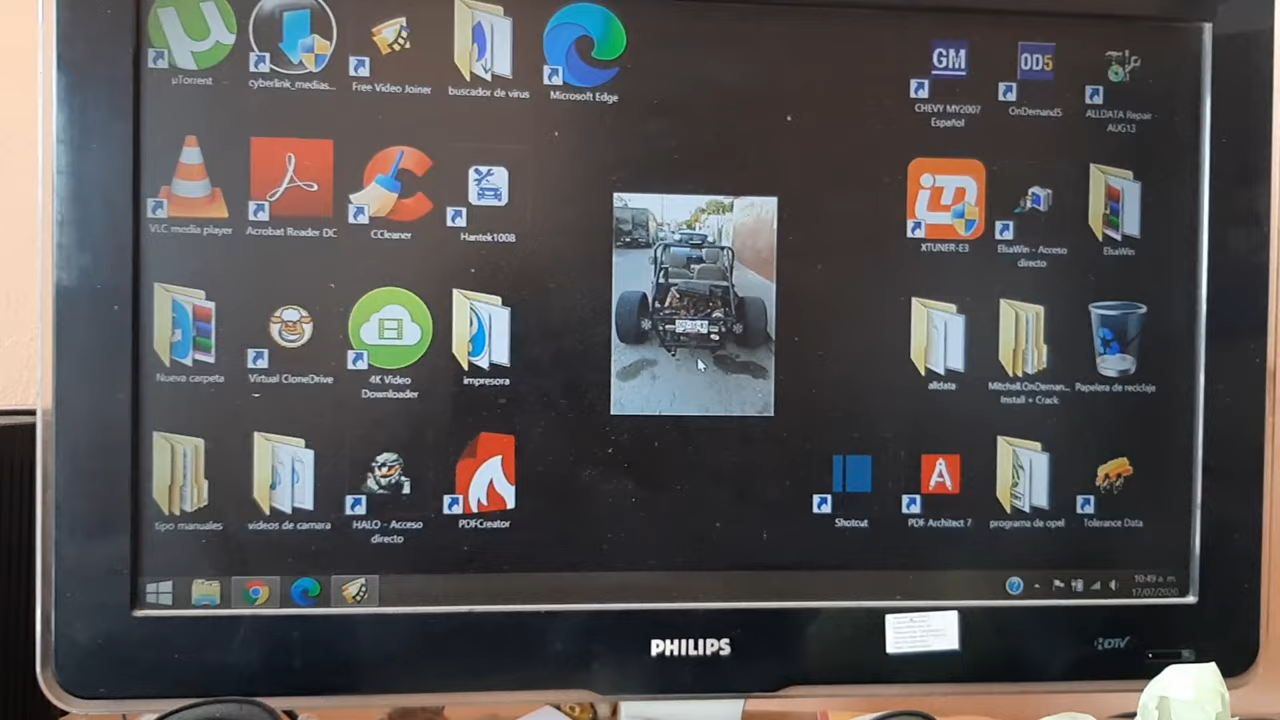 µTorrent
cyberlink_medias...
Free Video Joiner
buscador de virus
Microsoft Edge
GM
CHEVY MY2007
Español
OD5
OnDemand5
ALLDATA Repair -
AUG13
VLC media player
Acrobat Reader DC
CCleaner
Hantek1008
XTUNER-E3
ElsaWin - Acceso
directo
ElsaWin
Nueva carpeta
Virtual CloneDrive
4K Video
Downloader
impresora
alldata
Mitchell.OnDeman...
Install + Crack
Papelera de reciclaje
tipo manuales
videos de camara
HALO - Acceso
directo
PDFCreator
Shotcut
PDF Architect 7
programa de opel
Tolerance Data
10:49 a. m.
17/07/2020
PHILIPS
HDTV